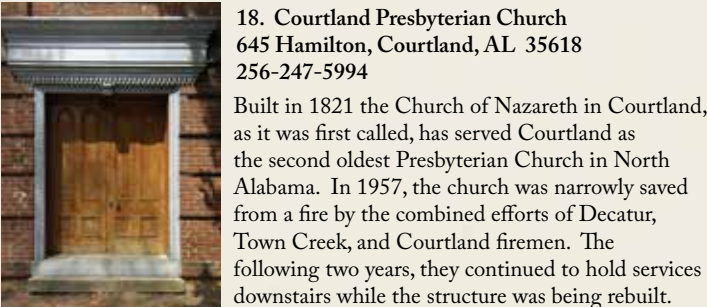 18. Courtland Presbyterian Church
645 Hamilton, Courtland, AL 35618
256-247-5994
Built in 1821 the Church of Nazareth in Courtland,
as it was first called, has served Courtland as
the second oldest Presbyterian Church in North
Alabama. In 1957, the church was narrowly saved
from a fire by the combined efforts of Decatur,
Town Creek, and Courtland firemen. The
following two years, they continued to hold services
downstairs while the structure was being rebuilt.